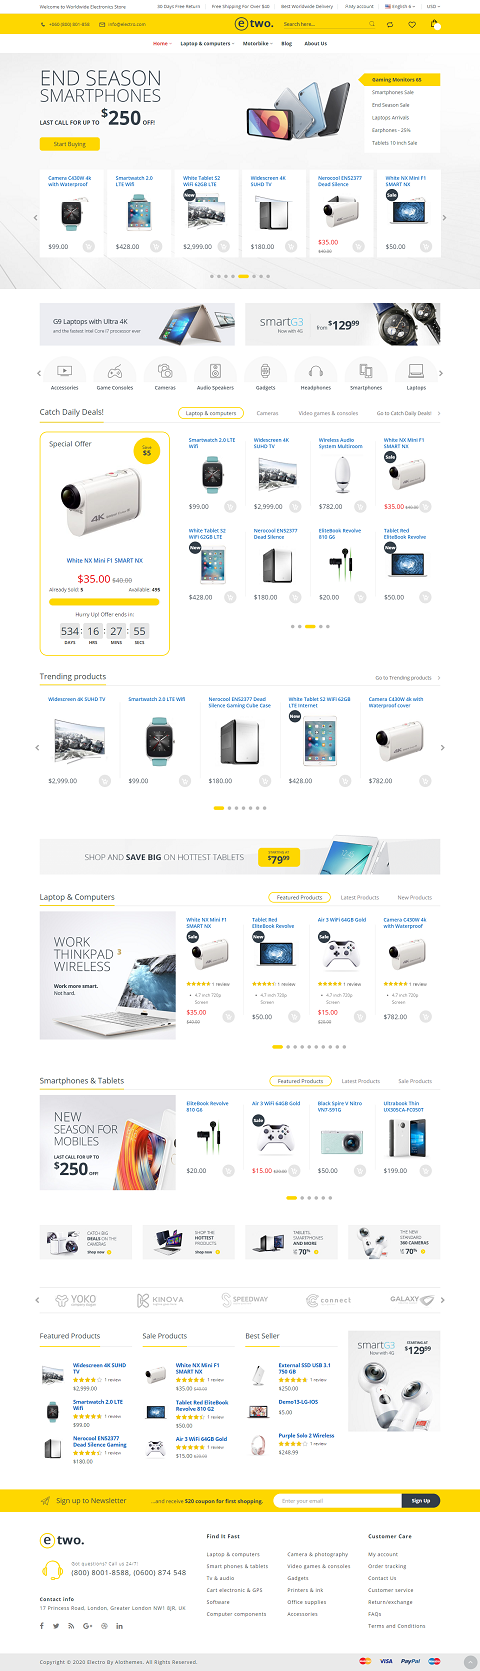 Welcome to Worldwide Electronics Store
30 Days Free Return
Free Shipping For Over $40
Best Worldwide Delivery
My account
English
USD
+060 (800) 801-858
info@electro.com
etwo.
Search here...
Home
Laptop & computers
Motorbike
Blog
About Us
END SEASON
SMARTPHONES
LAST CALL FOR UP TO $250 OFF!
Start Buying
Gaming Monitors 65
Smartphones Sale
End Season Sale
Laptops Arrivals
Earphones - 25%
Tablets 10 inch Sale
Camera C430W 4k with Waterproof
$99.00
Smartwatch 2.0 LTE Wifi
$428.00
White Tablet S2 WiFi 62GB LTE
New
$2,999.00
Widescreen 4K SUHD TV
$180.00
Nerocool EN52377 Dead Silence
$35.00
$40.00
White NX Mini F1 SMART NX
Sale
$50.00
G9 Laptops with Ultra 4K
and the fastest Intel Core i7 processor ever
smartG3
Now with 4G
from $129.99
Accessories
Game Consoles
Cameras
Audio Speakers
Gadgets
Headphones
Smartphones
Laptops
Catch Daily Deals!
Laptop & computers
Cameras
Video games & consoles
Go to Catch Daily Deals!
Special Offer
Save $5
White NX Mini F1 SMART NX
$35.00 $40.00
Already Sold: 5
Available: 495
Hurry Up! Offer ends in:
534 : 16 : 27 : 55
DAYS HRS MINS SECS
Smartwatch 2.0 LTE Wifi
$99.00
Widescreen 4K SUHD TV
$2,999.00
Wireless Audio System Multiroom
$782.00
White NX Mini F1 SMART NX
Sale
$35.00 $40.00
White Tablet S2 WiFi 62GB LTE
New
$428.00
Nerocool EN52377 Dead Silence
$180.00
EliteBook Revolve 810 G6
$20.00
Tablet Red EliteBook Revolve
New
$50.00
Trending products
Go to Trending products
Widescreen 4K SUHD TV
$2,999.00
Smartwatch 2.0 LTE Wifi
$99.00
Nerocool EN52377 Dead Silence Gaming Cube Case
$180.00
White Tablet S2 WiFi 62GB LTE Internet
New
$428.00
Camera C430W 4k with Waterproof cover
$782.00
SHOP AND SAVE BIG ON HOTTEST TABLETS
STARTING AT
$79.99
Laptop & Computers
Featured Products
Latest Products
New Products
WORK
THINKPAD 3
WIRELESS
Work more smart.
Not hard.
White NX Mini F1 SMART NX
Sale
1 review
4.7 inch 720p Screen
$35.00
$40.00
Tablet Red EliteBook Revolve
New
1 review
4.7 inch 720p Screen
$50.00
Air 3 WiFi 64GB Gold
Sale
1 review
4.7 inch 720p Screen
$15.00
$20.00
Camera C430W 4k with Waterproof
1 review
4.7 inch 720p Screen
$782.00
Smartphones & Tablets
Featured Products
Latest Products
Sale Products
NEW
SEASON FOR
MOBILES
LAST CALL FOR UP TO
$250 OFF!
EliteBook Revolve 810 G6
$20.00
Air 3 WiFi 64GB Gold
Sale
$15.00 $20.00
Black Spire V Nitro VN7-591G
$50.00
Ultrabook Thin UX305CA-FC050T
$199.00
CATCH BIG
DEALS ON THE
CAMERAS
Shop now
SHOP THE
HOTTEST
PRODUCTS
Shop now
TABLETS,
SMARTPHONES
AND MORE
70%
THE NEW
STANDARD
360 CAMERAS
70%
YOKO
KINOVA
SPEEDWAY
connect
GALAXY
Featured Products
Widescreen 4K SUHD TV
1 review
$2,999.00
Smartwatch 2.0 LTE Wifi
1 review
$99.00
Nerocool EN52377 Dead Silence Gaming
1 review
$180.00
Sale Products
White NX Mini F1 SMART NX
1 review
$35.00 $40.00
Tablet Red EliteBook Revolve 810 G2
1 review
$50.00
Air 3 WiFi 64GB Gold
1 review
$15.00 $20.00
Best Seller
External SSD USB 3.1 750 GB
1 review
$250.00
Demo13-LG-IOS
$5.00
Purple Solo 2 Wireless
1 review
$248.99
smartG3
Now with 4G
STARTING AT
$129.99
Sign up to Newsletter
...and receive $20 coupon for first shopping.
Enter your email
Sign Up
etwo.
Got questions? Call us 24/7!
(800) 8001-8588, (0600) 874 548
Contact info
17 Princess Road, London, Greater London NW1 8JR, UK
Find It Fast
Laptop & computers
Smart phones & tablets
Tv & audio
Cart electronic & GPS
Software
Computer components
Camera & photography
Video games & consoles
Gadgets
Printers & ink
Office supplies
Accessories
Customer Care
My account
Order tracking
Contact Us
Customer service
Return/exchange
FAQs
Terms and Conditions
Copyright © 2020 Electro By Alothemes. All Rights Reserved.
VISA
PayPal